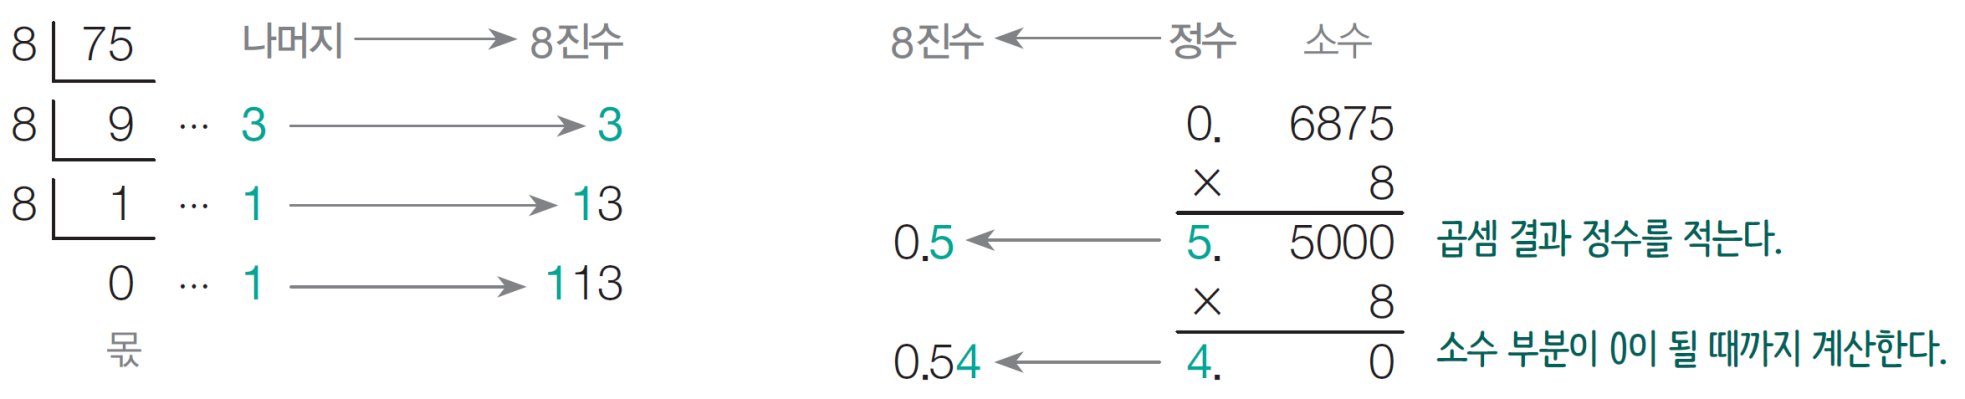 8 75 나머지 8진수
8 9 ··· 3 3
8 1 ··· 1 13
0 ··· 1 113
몫
8진수 정수 소수
0. 6875
× 8
0.5 5. 5000 곱셈 결과 정수를 적는다.
× 8
0.54 4. 0 소수 부분이 0이 될 때까지 계산한다.